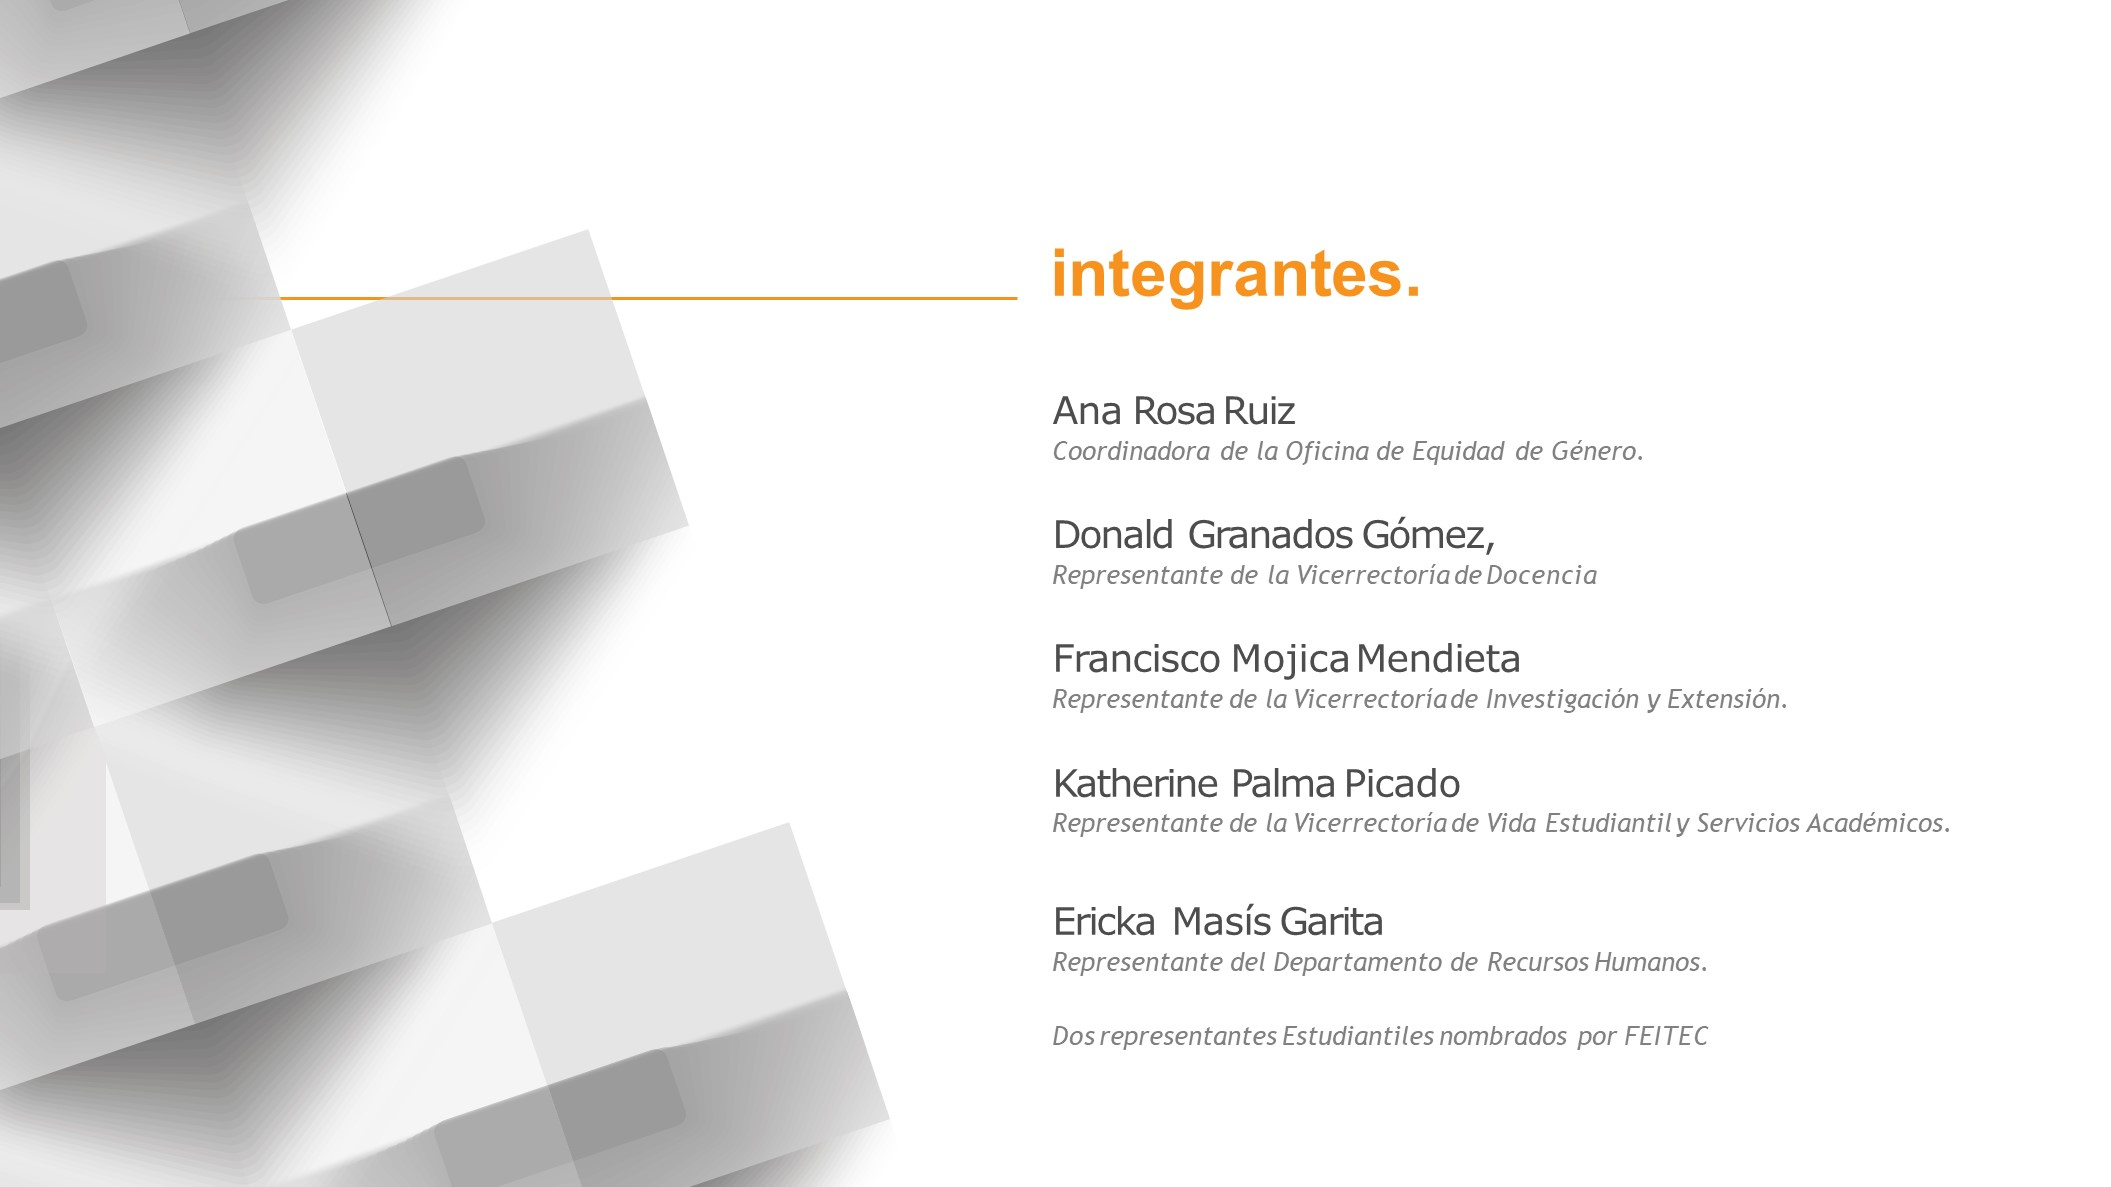 integrantes.
Ana Rosa Ruiz
Coordinadora de la Oficina de Equidad de Género.
Donald Granados Gómez,
Representante de la Vicerrectoría de Docencia
Francisco Mojica Mendieta
Representante de la Vicerrectoría de Investigación y Extensión.
Katherine Palma Picado
Representante de la Vicerrectoría de Vida Estudiantil y Servicios Académicos.
Ericka Masís Garita
Representante del Departamento de Recursos Humanos.
Dos representantes Estudiantiles nombrados por FEITEC